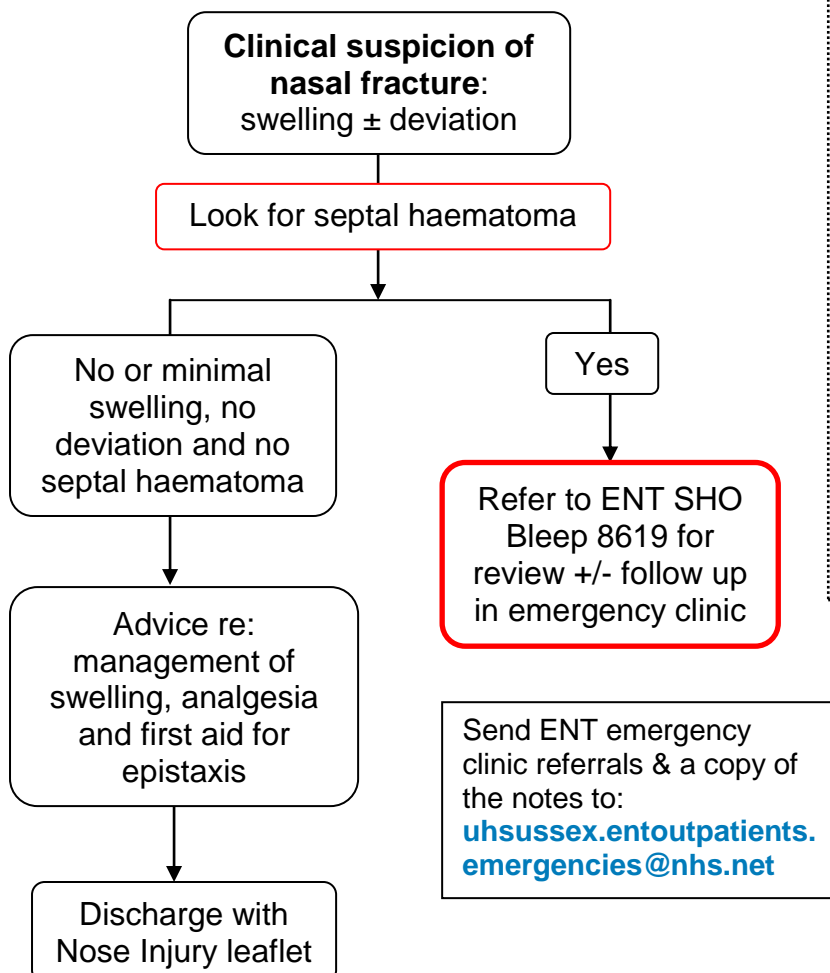 Clinical suspicion of
nasal fracture:
swelling ± deviation
Look for septal haematoma
No or minimal
swelling, no
deviation and no
septal haematoma
Yes
Refer to ENT SHO
Bleep 8619 for
review +/- follow up
in emergency clinic
Advice re:
management of
swelling, analgesia
and first aid for
epistaxis
Send ENT emergency
clinic referrals & a copy of
the notes to:
uhsussex.entoutpatients.
emergencies@nhs.net
Discharge with
Nose Injury leaflet